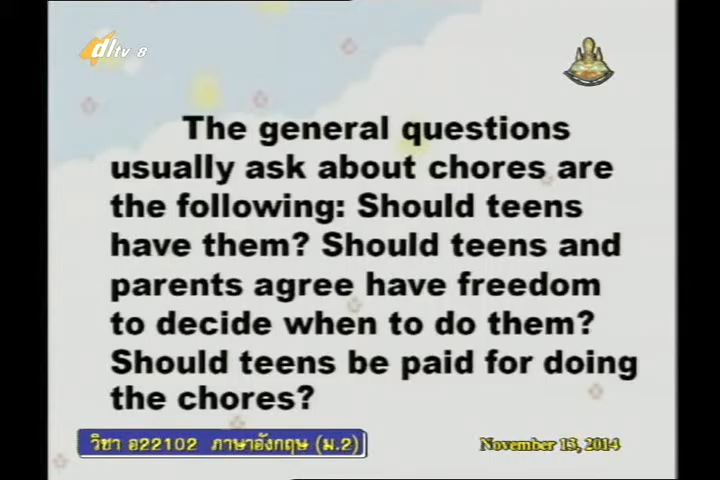 dltv 8
The general questions
usually ask about chores are
the following: Should teens
have them? Should teens and
parents agree have freedom
to decide when to do them?
Should teens be paid for doing
the chores?
วิชา อ22102 ภาษาอังกฤษ (ม.2)
November 13, 2014